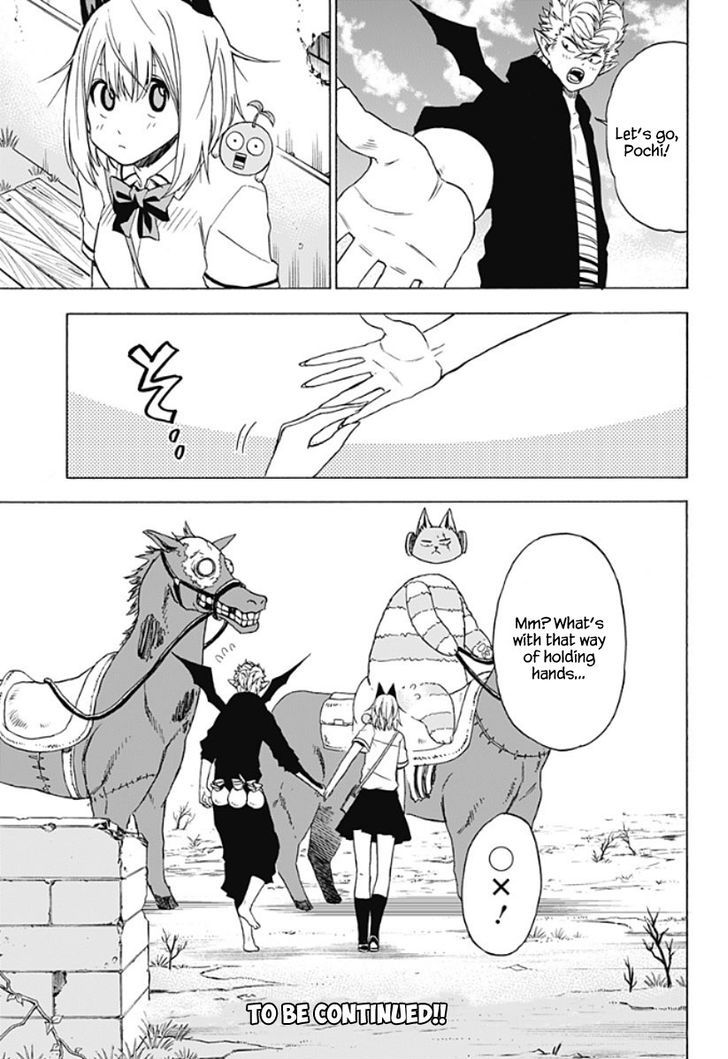 Let's go,
Pochi!
そ...
Mm? What's
with that way
of holding
hands...
○
×
!
TO BE CONTINUED!!